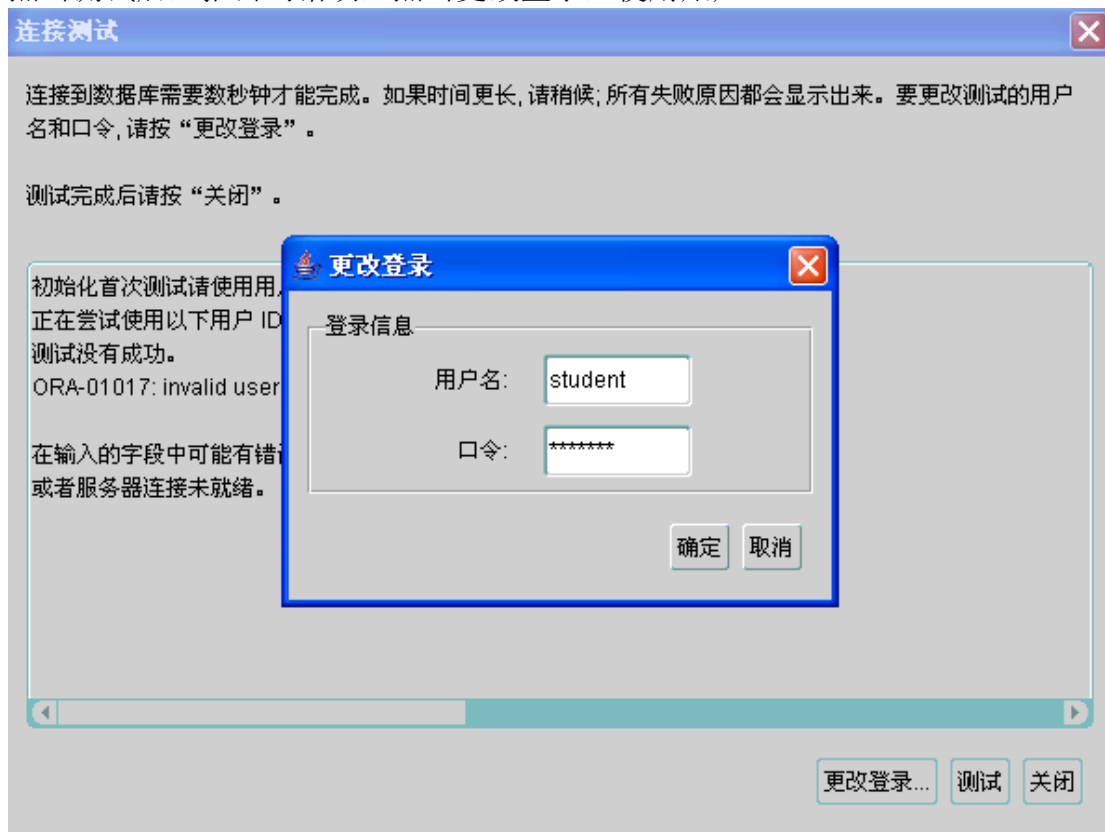 连接测试
连接到数据库需要数秒钟才能完成。如果时间更长, 请稍候; 所有失败原因都会显示出来。要更改测试的用户
名和口令, 请按“更改登录”。
测试完成后请按“关闭”。
初始化首次测试请使用用
正在尝试使用以下用户 ID
测试没有成功。
ORA-01017: invalid user
在输入的字段中可能有错
或者服务器连接未就绪。
更改登录
登录信息
用户名:
student
口令:
*******
确定 取消
更改登录... 测试 关闭